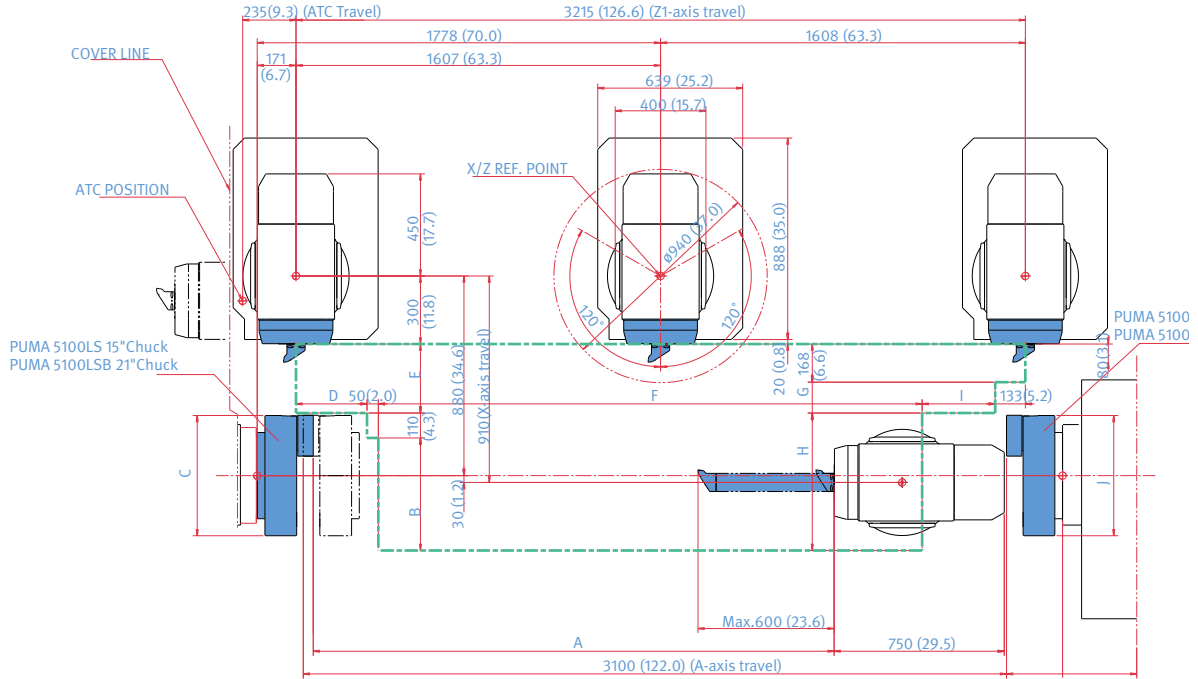 235(9.3) (ATC Travel)
3215 (126.6) (Z1-axis travel)
1778 (70.0)
1608 (63.3)
COVER LINE
171
(6.7)
1607 (63.3)
639 (25.2)
400 (15.7)
X/Z REF. POINT
ATC POSITION
450
(17.7)
ø940 (37.0)
888 (35.0)
300
(11.8)
120°
120°
PUMA 5100LS 15"Chuck
PUMA 5100LSB 21"Chuck
PUMA 5100
PUMA 5100
E
880 (34.6)
910(X-axis travel)
20 (0.8)
168
(6.6)
G
80(3.1)
D
50(2.0)
F
I
133(5.2)
110
(4.3)
C
B
30 (1.2)
H
J
Max.600 (23.6)
A
750 (29.5)
3100 (122.0) (A-axis travel)